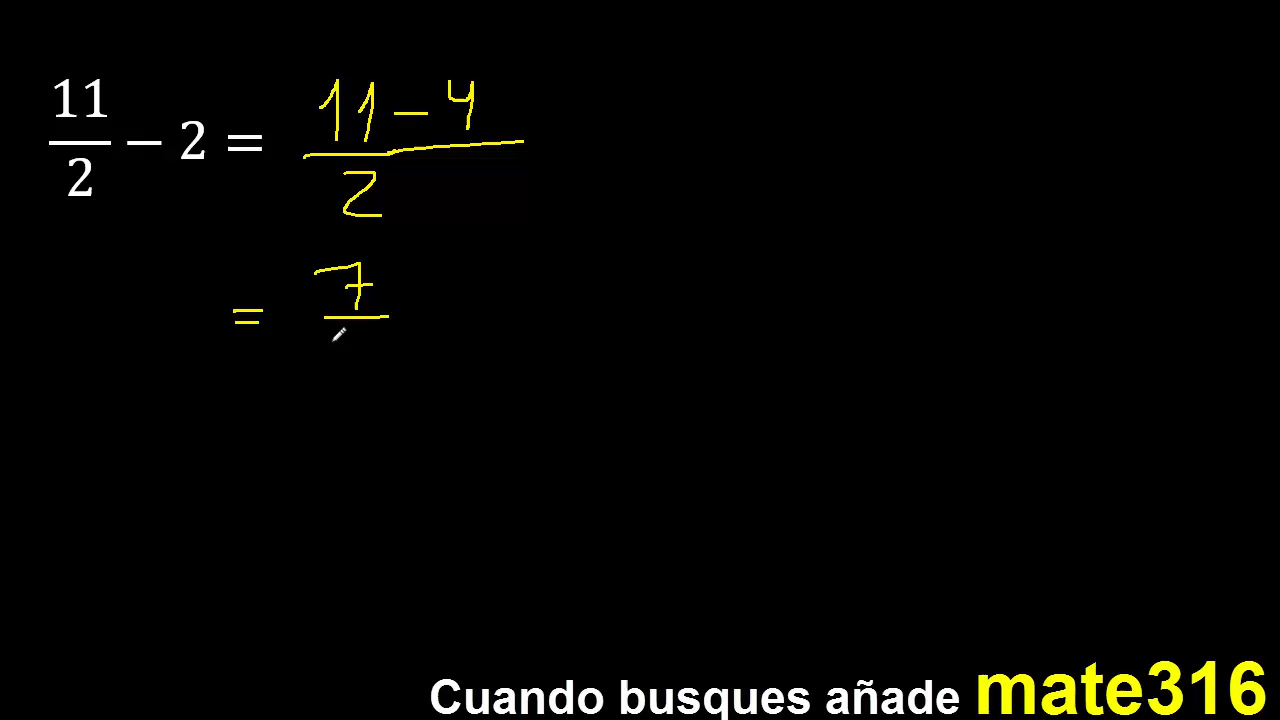 11/2 − 2 = 11 − 4/2
= 7/
Cuando busques añade mate316